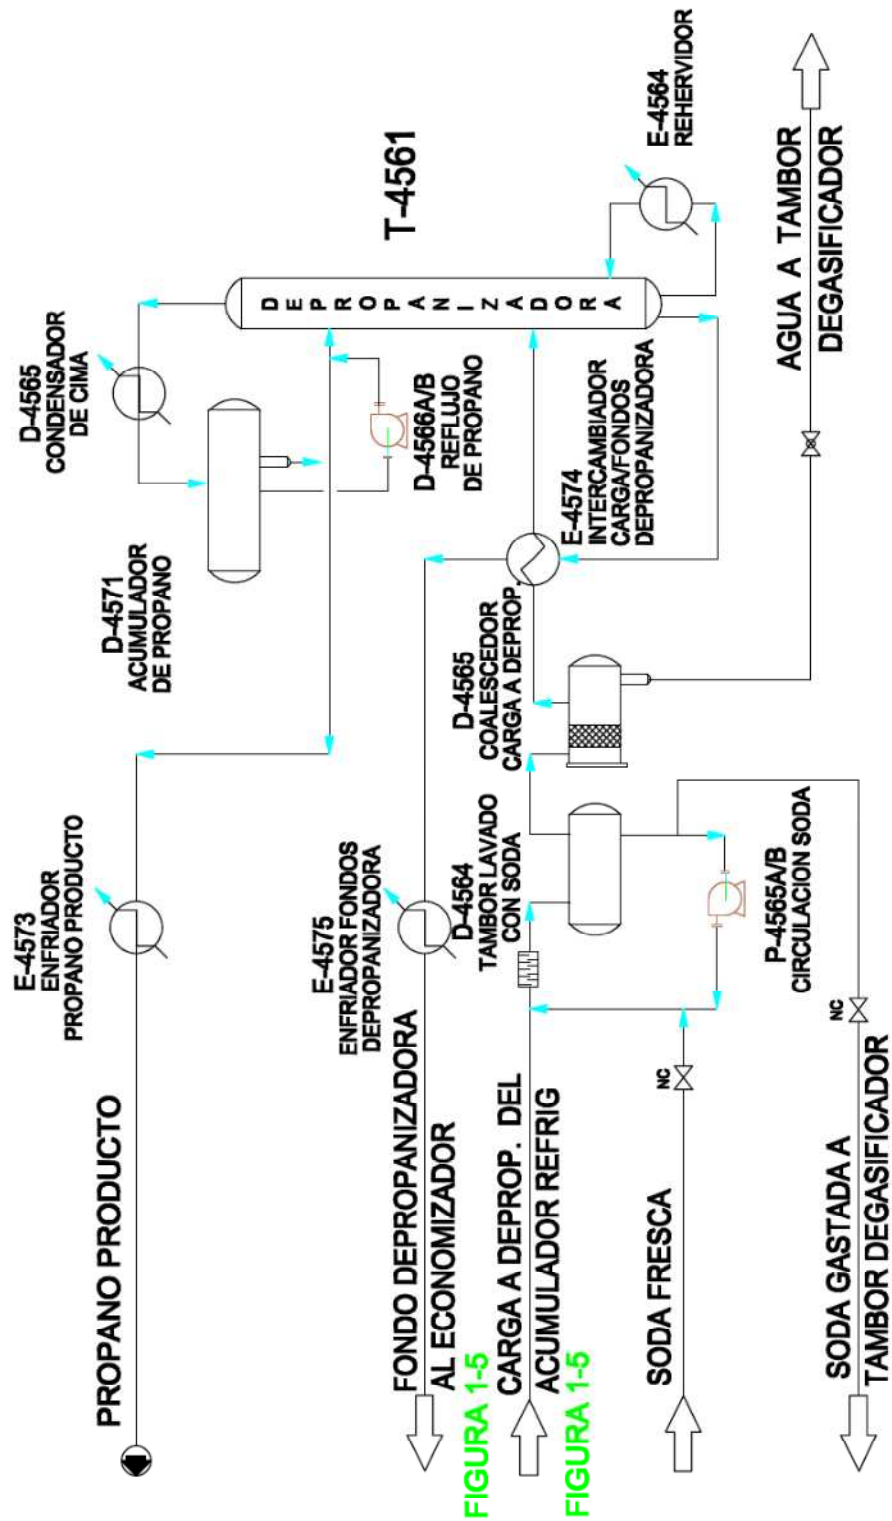 E-4573
ENFRIADOR
PROPANO PRODUCTO
PROPANO PRODUCTO
D-4571
ACUMULADOR
DE PROPANO
D-4565
CONDENSADOR
DE CIMA
D-4566A/B
REFLUJO
DE PROPANO
T-4561
DEPROPANIZADORA
E-4564
REHERVIDOR
E-4575
ENFRIADOR FONDOS
DEPROPANIZADORA
FONDO DEPROPANIZADORA
AL ECONOMIZADOR
FIGURA 1-5
CARGA A DEPROP. DEL
ACUMULADOR REFRIG
FIGURA 1-5
D-4564
TAMBOR LAVADO
CON SODA
D-4565
COALESCEDOR
CARGA A DEPROP.
E-4574
INTERCAMBIADOR
CARGA/FONDOS
DEPROPANIZADORA
SODA FRESCA
NC
P-4565A/B
CIRCULACION SODA
NC
SODA GASTADA A
TAMBOR DEGASIFICADOR
AGUA A TAMBOR
DEGASIFICADOR